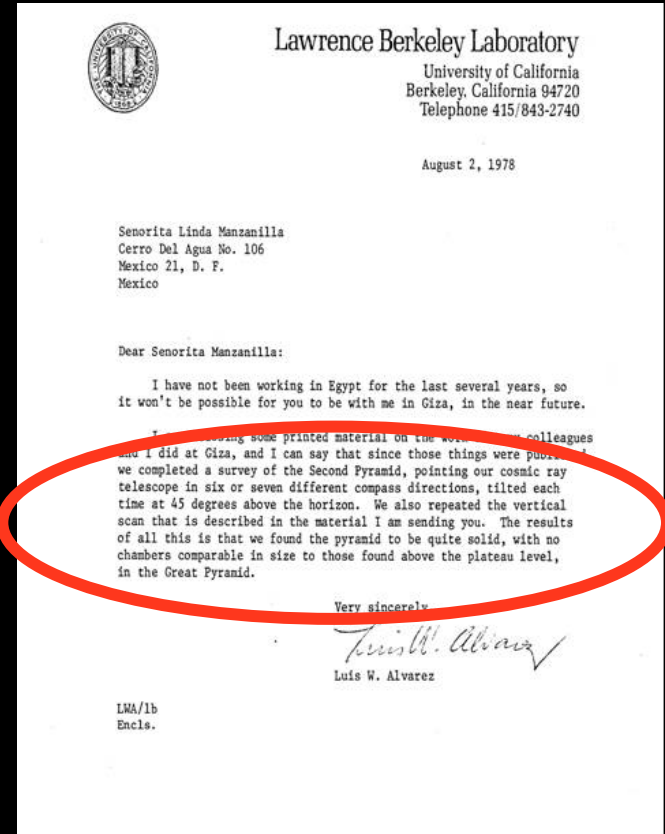 Lawrence Berkeley Laboratory
University of California
Berkeley, California 94720
Telephone 415/843-2740
August 2, 1978
Senorita Linda Manzanilla
Cerro Del Agua No. 106
Mexico 21, D. F.
Mexico
Dear Senorita Manzanilla:
I have not been working in Egypt for the last several years, so
it won't be possible for you to be with me in Giza, in the near future.
some printed material on the colleagues
I did at Giza, and I can say that since those things were
we completed a survey of the Second Pyramid, pointing our cosmic ray
telescope in six or seven different compass directions, tilted each
time at 45 degrees above the horizon. We also repeated the vertical
scan that is described in the material I am sending you. The results
of all this is that we found the pyramid to be quite solid, with no
chambers comparable in size to those found above the plateau level,
in the Great Pyramid.
Very sincerely
Luis W. Alvarez
Luis W. Alvarez
LWA/lb
Encls.